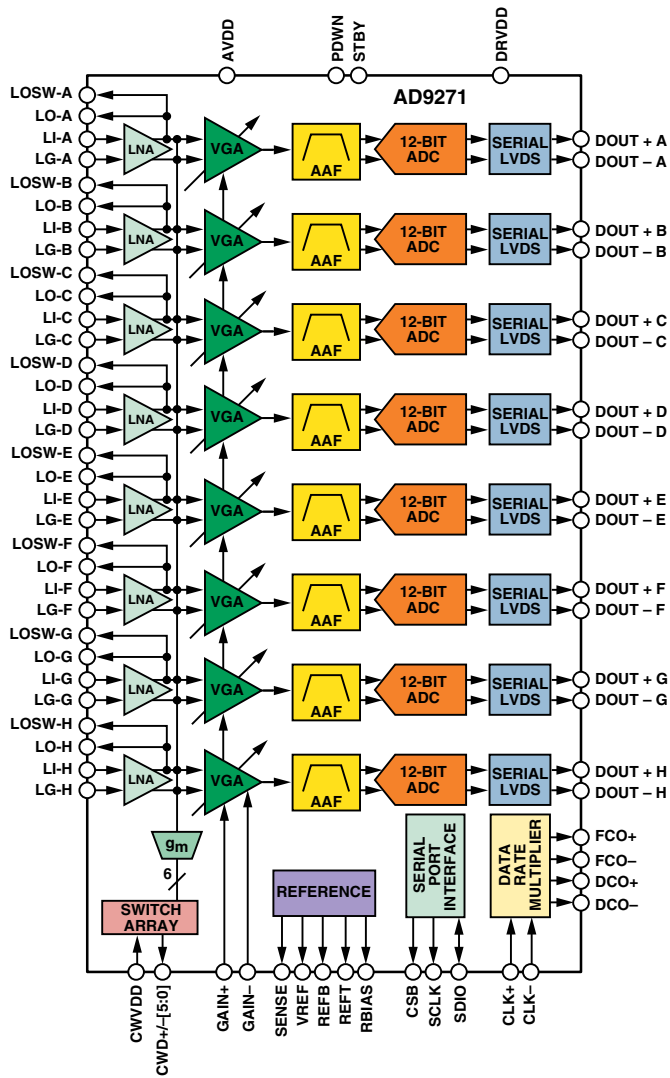 AVDD
PDWN
STBY
DRVDD
AD9271
LOSW-A
LO-A
LI-A
LG-A
LNA
VGA
AAF
12-BIT
ADC
SERIAL
LVDS
DOUT + A
DOUT – A
LOSW-B
LO-B
LI-B
LG-B
LNA
VGA
AAF
12-BIT
ADC
SERIAL
LVDS
DOUT + B
DOUT – B
LOSW-C
LO-C
LI-C
LG-C
LNA
VGA
AAF
12-BIT
ADC
SERIAL
LVDS
DOUT + C
DOUT – C
LOSW-D
LO-D
LI-D
LG-D
LNA
VGA
AAF
12-BIT
ADC
SERIAL
LVDS
DOUT + D
DOUT – D
LOSW-E
LO-E
LI-E
LG-E
LNA
VGA
AAF
12-BIT
ADC
SERIAL
LVDS
DOUT + E
DOUT – E
LOSW-F
LO-F
LI-F
LG-F
LNA
VGA
AAF
12-BIT
ADC
SERIAL
LVDS
DOUT + F
DOUT – F
LOSW-G
LO-G
LI-G
LG-G
LNA
VGA
AAF
12-BIT
ADC
SERIAL
LVDS
DOUT + G
DOUT – G
LOSW-H
LO-H
LI-H
LG-H
LNA
VGA
AAF
12-BIT
ADC
SERIAL
LVDS
DOUT + H
DOUT – H
gm
6
SWITCH
ARRAY
REFERENCE
SERIAL
PORT
INTERFACE
DATA
RATE
MULTIPLIER
FCO+
FCO–
DCO+
DCO–
CWVDD
CWD+/–[5:0]
GAIN+
GAIN–
SENSE
VREF
REFB
REFT
RBIAS
CSB
SCLK
SDIO
CLK+
CLK–